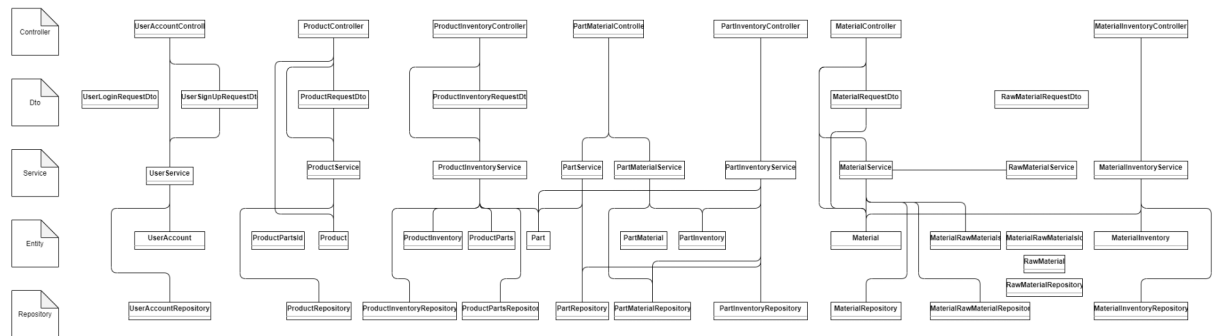 Controller
UserAccountControll
ProductController
ProductInventoryController
PartMaterialControlle
PartInventoryController
MaterialController
MaterialInventoryController
Dto
UserLoginRequestDto
UserSignUpRequestDt
ProductRequestDto
ProductInventoryRequestDt
MaterialRequestDto
RawMaterialRequestDto
Service
UserService
ProductService
ProductInventoryService
PartService
PartMaterialService
PartInventoryService
MaterialService
RawMaterialService
MaterialInventoryService
Entity
UserAccount
ProductPartsId
Product
ProductInventory
ProductParts
Part
PartMaterial
PartInventory
Material
MaterialRawMaterials
MaterialRawMaterialsId
MaterialInventory
RawMaterial
RawMaterialRepository
Repository
UserAccountRepository
ProductRepository
ProductInventoryRepository
ProductPartsRepositor
PartRepository
PartMaterialRepository
PartInventoryRepository
MaterialRepository
MaterialRawMaterialRepositor
MaterialInventoryRepository